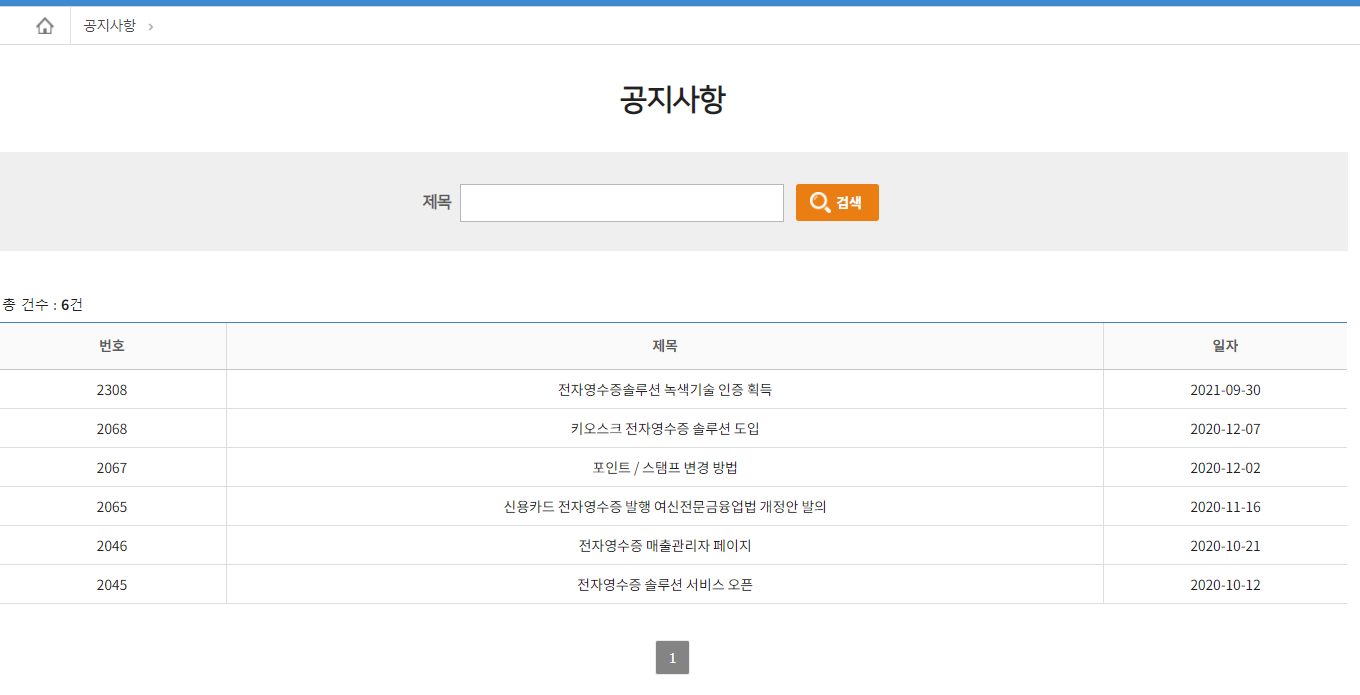 공지사항
공지사항
제목 검색
총 건수 : 6건
번호 제목 일자
2308 전자영수증솔루션 녹색기술 인증 획득 2021-09-30
2068 키오스크 전자영수증 솔루션 도입 2020-12-07
2067 포인트 / 스탬프 변경 방법 2020-12-02
2065 신용카드 전자영수증 발행 여신전문금융업법 개정안 발의 2020-11-16
2046 전자영수증 매출관리자 페이지 2020-10-21
2045 전자영수증 솔루션 서비스 오픈 2020-10-12
1